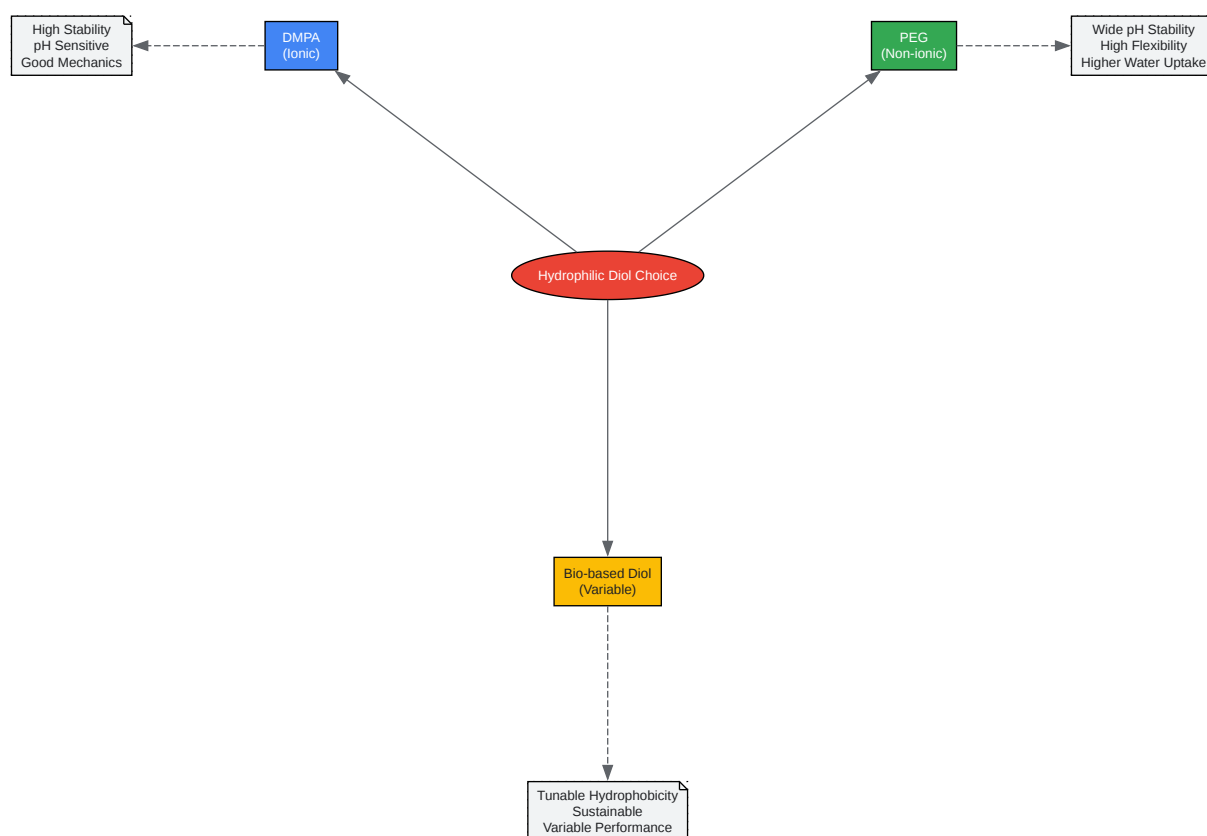 High Stability
pH Sensitive
Good Mechanics
DMPA
(Ionic)
PEG
(Non-ionic)
Wide pH Stability
High Flexibility
Higher Water Uptake
Hydrophilic Diol Choice
Bio-based Diol
(Variable)
Tunable Hydrophobicity
Sustainable
Variable Performance